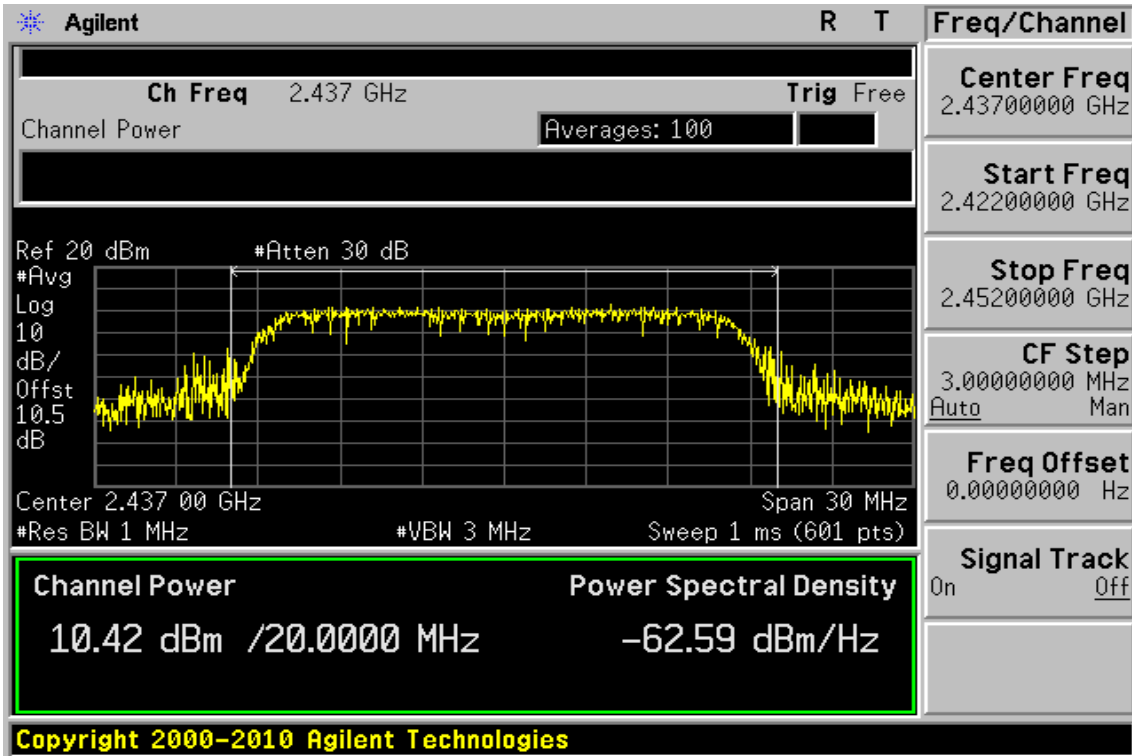 Agilent R T
Ch Freq 2.437 GHz Trig Free
Channel Power Averages: 100
Ref 20 dBm #Atten 30 dB
#Avg
Log
10
dB/
Offst
10.5
dB
Center 2.437 00 GHz Span 30 MHz
#Res BW 1 MHz #VBW 3 MHz Sweep 1 ms (601 pts)
Channel Power Power Spectral Density
10.42 dBm /20.0000 MHz -62.59 dBm/Hz
Copyright 2000-2010 Agilent Technologies
Freq/Channel
Center Freq
2.43700000 GHz
Start Freq
2.42200000 GHz
Stop Freq
2.45200000 GHz
CF Step
3.00000000 MHz
Auto Man
Freq Offset
0.00000000 Hz
Signal Track
On Off